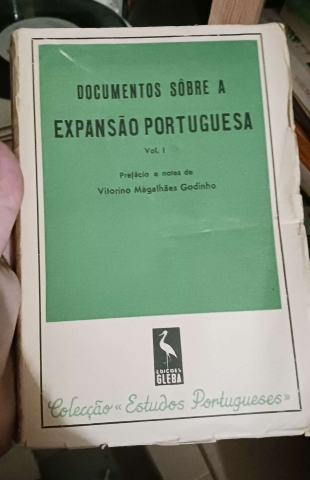 DOCUMENTOS SÔBRE A
EXPANSÃO PORTUGUESA
Vol. I
Prefácio e notas de
Vitorino Magalhães Godinho
EDIÇÕES
GLEBA
Colecção «Estudos Portugueses»